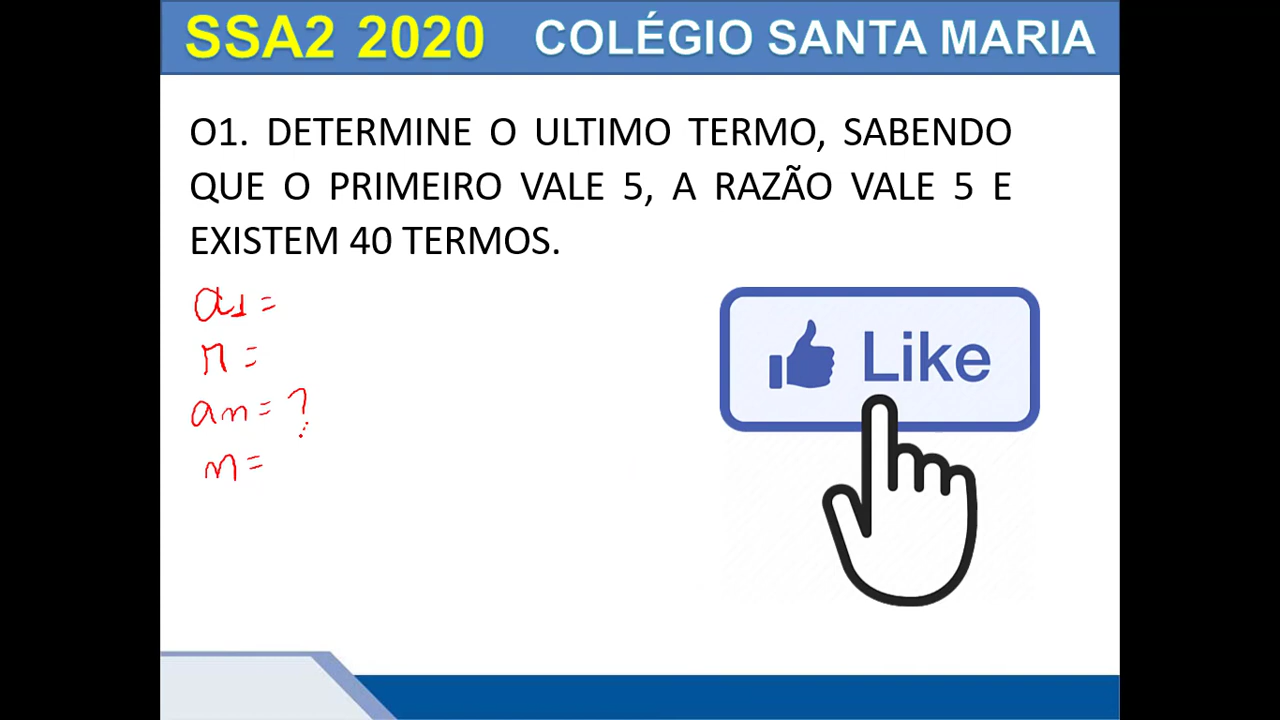 SSA2 2020 COLÉGIO SANTA MARIA
O1. DETERMINE O ULTIMO TERMO, SABENDO
QUE O PRIMEIRO VALE 5, A RAZÃO VALE 5 E
EXISTEM 40 TERMOS.
a1 =
r =
an = ?
n =
Like